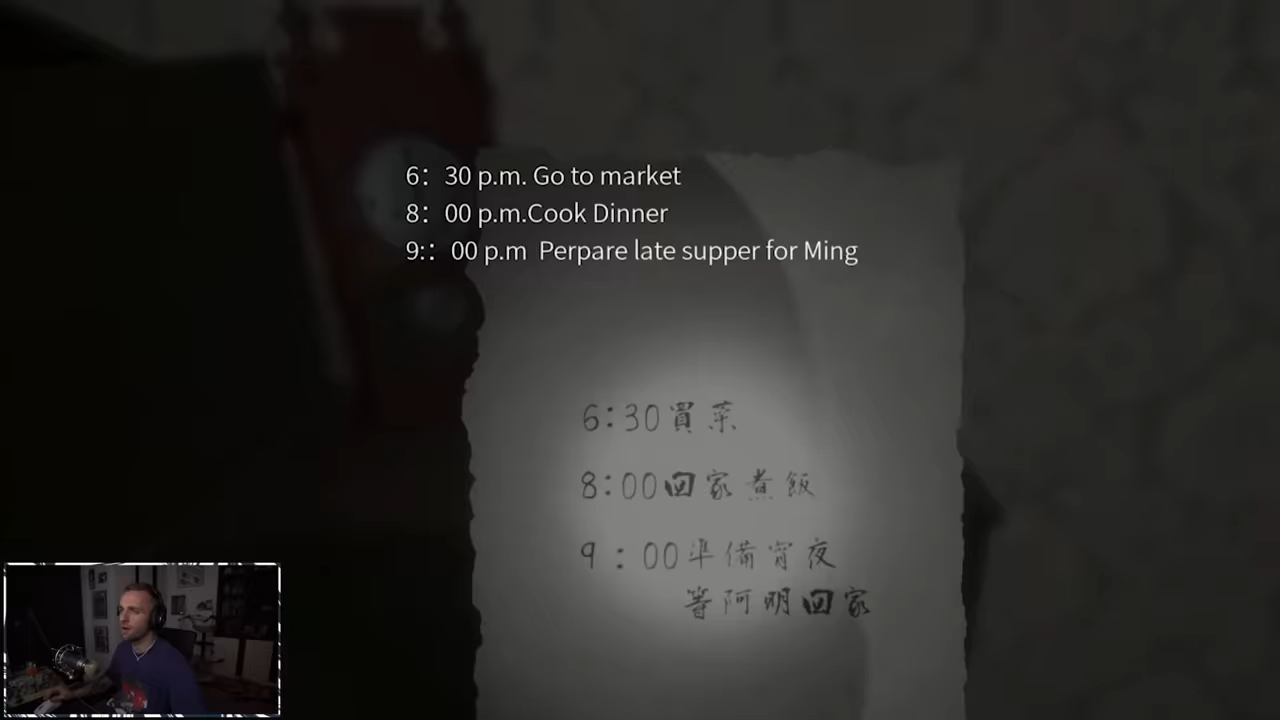 6： 30 p.m. Go to market
8： 00 p.m.Cook Dinner
9:： 00 p.m  Perpare late supper for Ming
6:30買菜
8:00回家煮飯
9:00準備宵夜
等阿明回家